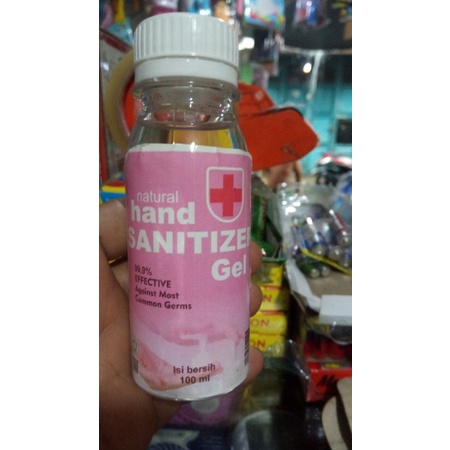 natural
hand
SANITIZER
Gel
99.9%
EFFECTIVE
Against Most
Common Germs
Isi bersih
100 ml